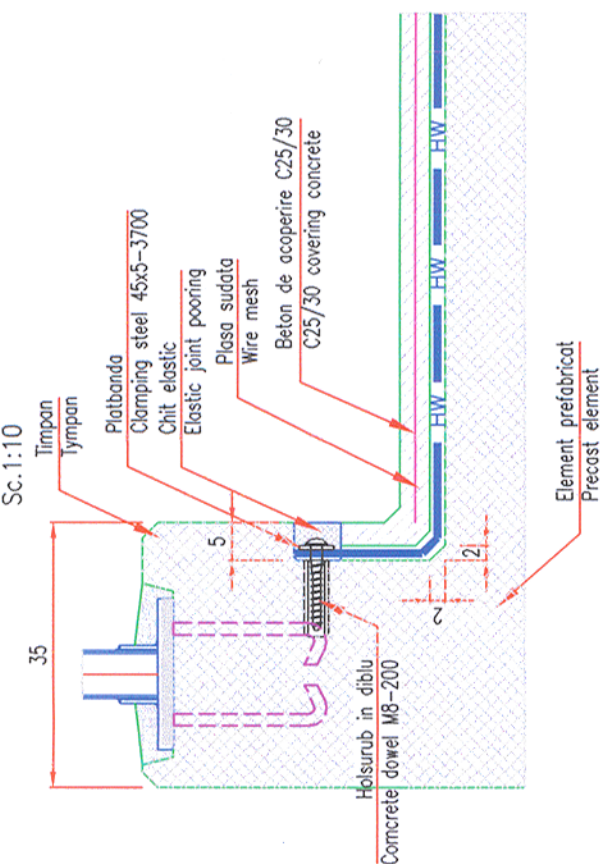 Sc.1:10
Timpan
Tympan
35
Platbanda
Clamping steel 45x5-3700
Chit elastic
Elastic joint pooring
Plasa sudata
Wire mesh
Beton de acoperire C25/30
C25/30 covering concrete
5
2
2
HW
HW
HW
Holsurub in diblu
Comcrete dowel M8-200
Element prefabricat
Precast element